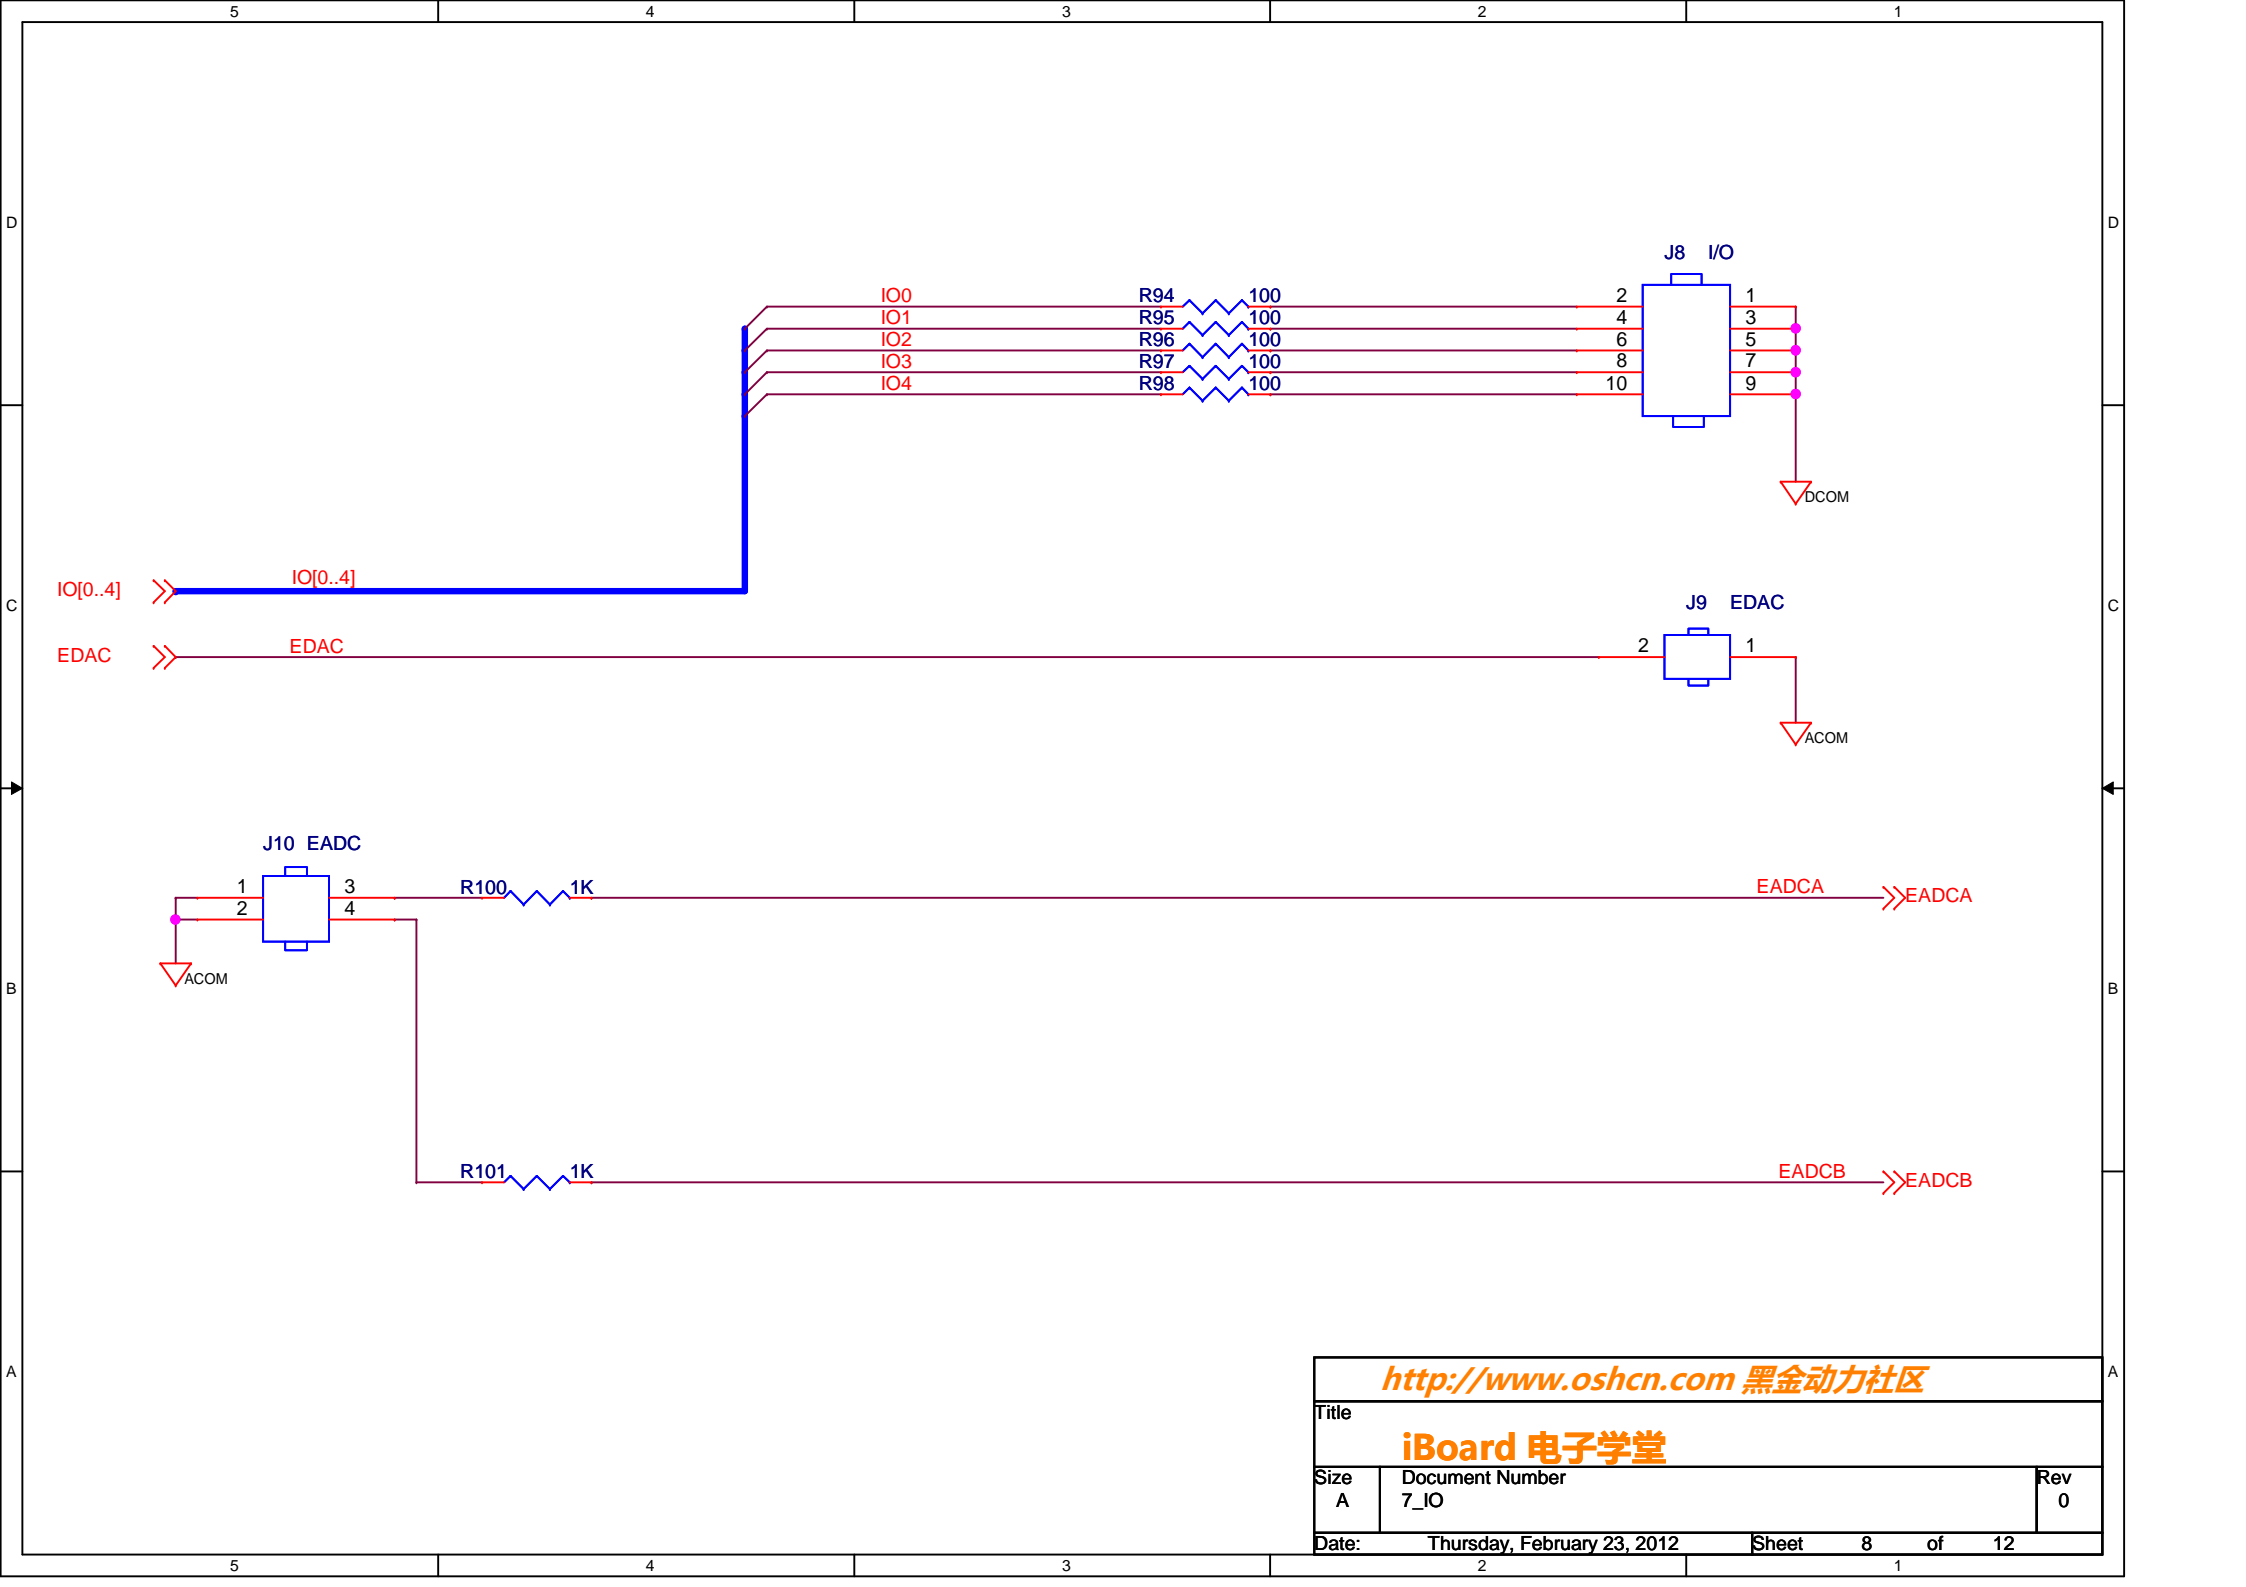 5 4 3 2 1
D D
J8 I/O
IO0 R94 100 2 1
IO1 R95 100 4 3
IO2 R96 100 6 5
IO3 R97 100 8 7
IO4 R98 100 10 9
DCOM
IO[0..4] IO[0..4]
C C
J9 EDAC
EDAC EDAC 2 1
ACOM
J10 EADC
1 3 R100 1K EADCA EADCA
2 4
ACOM
B B
R101 1K EADCB EADCB
A A
http://www.oshcn.com 黑金动力社区
Title
iBoard 电子学堂
Size Document Number Rev
A 7_IO 0
Date: Thursday, February 23, 2012 Sheet 8 of 12
5 4 3 2 1